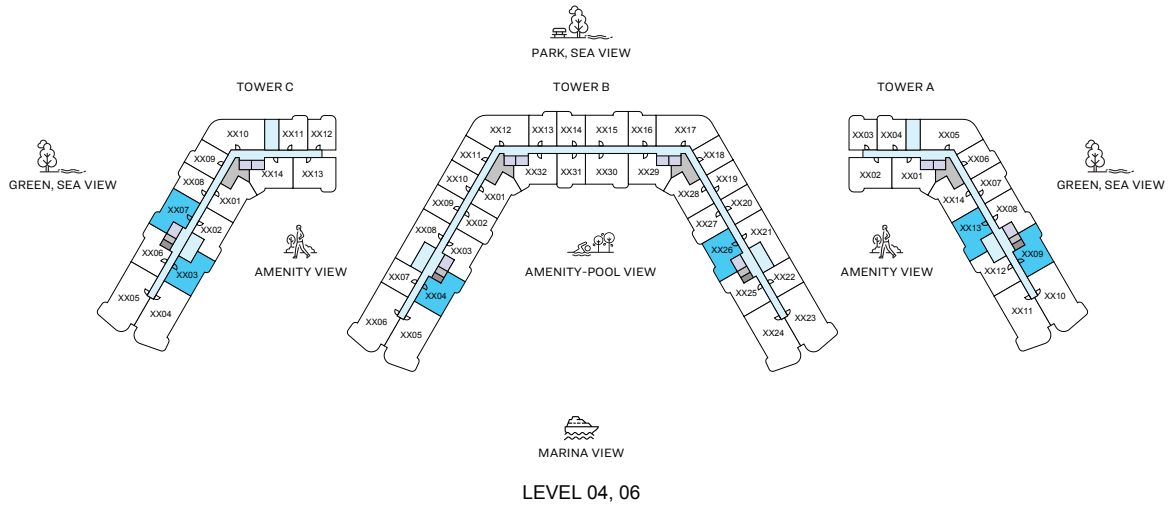 PARK, SEA VIEW
TOWER C
TOWER B
TOWER A
XX10
XX11
XX12
XX09
XX08
XX07
XX06
XX05
XX04
XX03
XX02
XX01
XX14
XX13
GREEN, SEA VIEW
AMENITY VIEW
XX12
XX13
XX14
XX15
XX16
XX17
XX11
XX10
XX09
XX08
XX07
XX06
XX05
XX04
XX03
XX02
XX01
XX32
XX31
XX30
XX29
XX28
XX27
XX26
XX25
XX24
XX23
XX22
XX21
XX20
XX19
XX18
AMENITY-POOL VIEW
XX03
XX04
XX05
XX02
XX01
XX06
XX07
XX08
XX09
XX10
XX11
XX12
XX13
XX14
AMENITY VIEW
GREEN, SEA VIEW
MARINA VIEW
LEVEL 04, 06